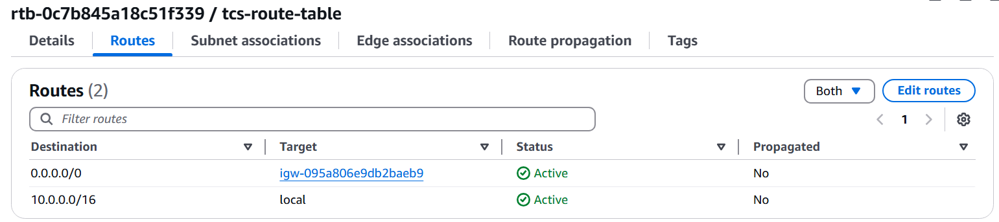 rtb-0c7b845a18c51f339 / tcs-route-table
Details Routes Subnet associations Edge associations Route propagation Tags
Routes (2)
Both Edit routes
Filter routes
1
Destination Target Status Propagated
0.0.0.0/0 igw-095a806e9db2baeb9 Active No
10.0.0.0/16 local Active No